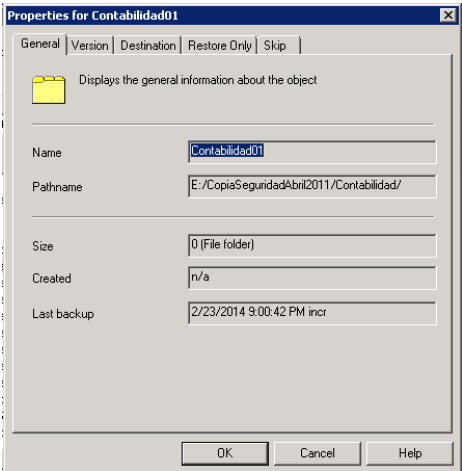 Properties for Contabilidad01
General Version Destination Restore Only Skip
Displays the general information about the object
Name Contabilidad01
Pathname E:/CopiaSeguridadAbril2011/Contabilidad/
Size 0 (File folder)
Created n/a
Last backup 2/23/2014 9:00:42 PM incr
OK Cancel Help